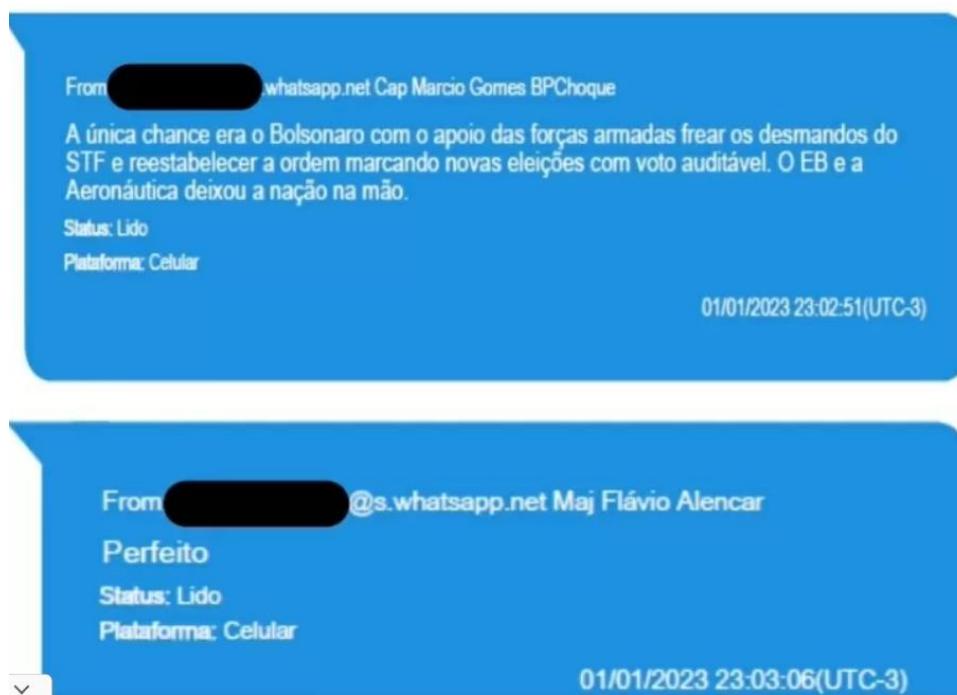 From .whatsapp.net Cap Marcio Gomes BPChoque
A única chance era o Bolsonaro com o apoio das forças armadas frear os desmandos do
STF e reestabelecer a ordem marcando novas eleições com voto auditável. O EB e a
Aeronáutica deixou a nação na mão.
Status: Lido
Plataforma: Celular
01/01/2023 23:02:51(UTC-3)
From @s.whatsapp.net Maj Flávio Alencar
Perfeito
Status: Lido
Plataforma: Celular
01/01/2023 23:03:06(UTC-3)